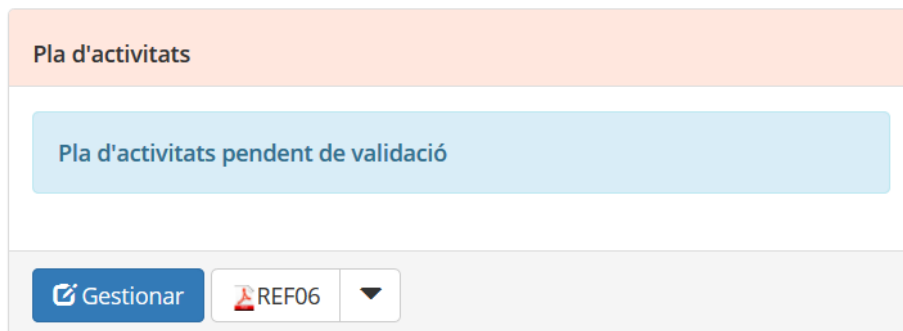 Pla d'activitats
Pla d'activitats pendent de validació
Gestionar REF06